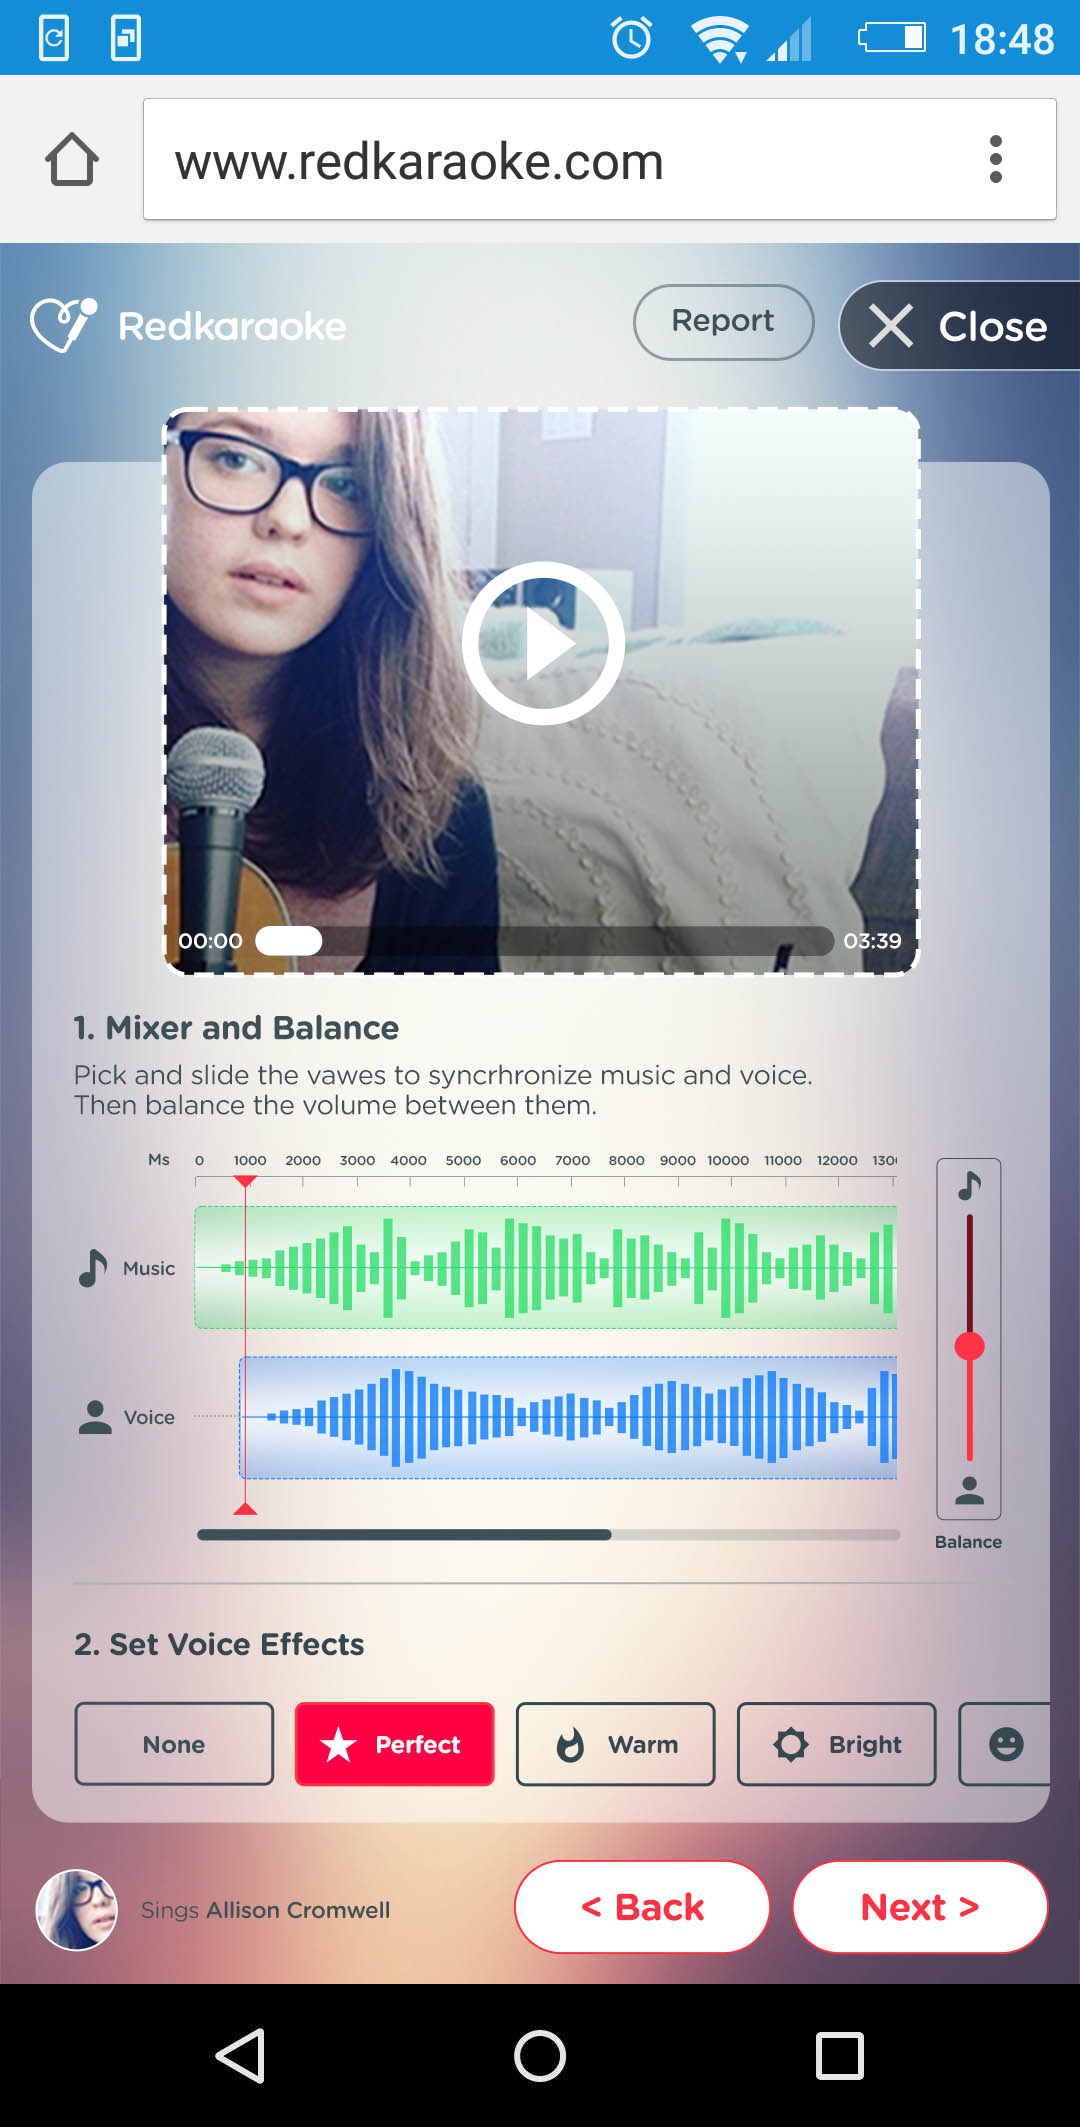 18:48
www.redkaraoke.com
Redkaraoke
Report
Close
00:00
03:39
1. Mixer and Balance
Pick and slide the vawes to syncrhronize music and voice.
Then balance the volume between them.
Ms 0 1000 2000 3000 4000 5000 6000 7000 8000 9000 10000 11000 12000 130
Music
Voice
Balance
2. Set Voice Effects
None
Perfect
Warm
Bright
Sings Allison Cromwell
< Back
Next >